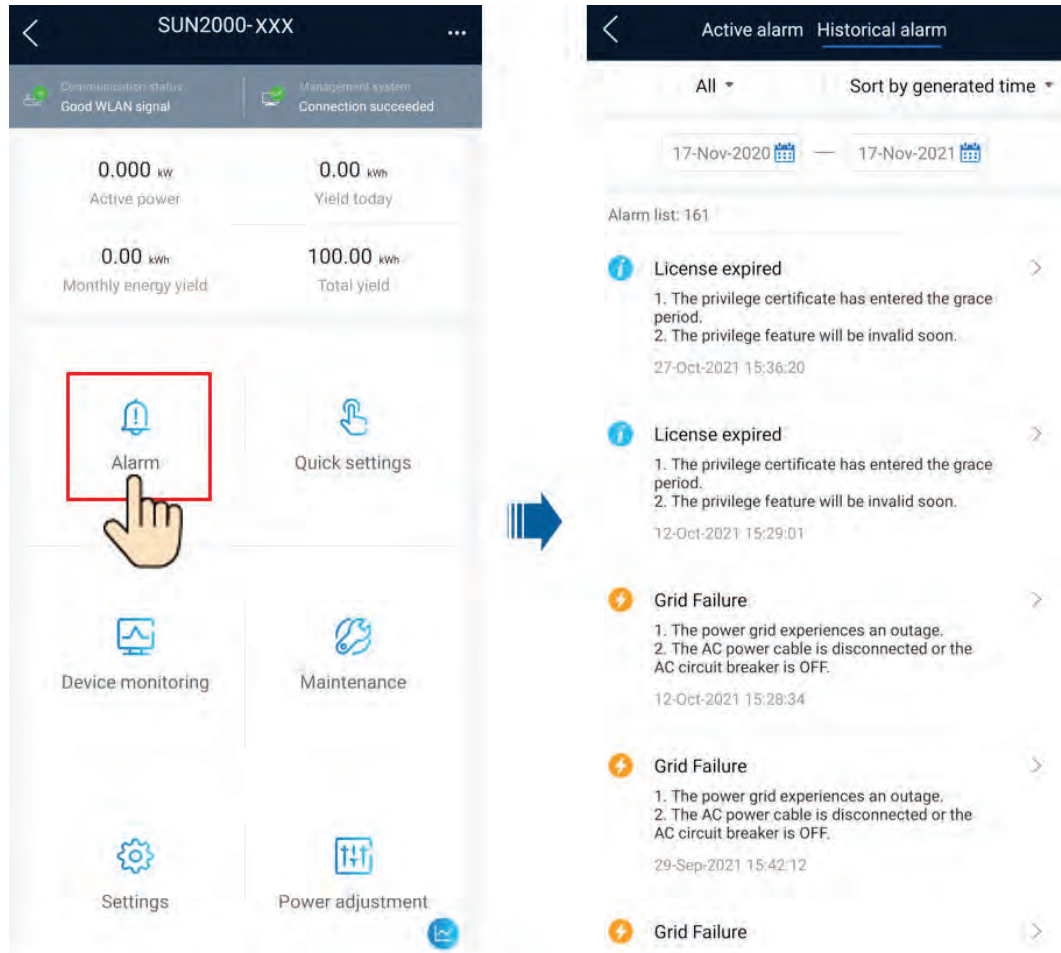 SUN2000-XXX
...
Communication status
Good WLAN signal
Management system
Connection succeeded
0.000 kW
Active power
0.00 kWh
Yield today
0.00 kWh
Monthly energy yield
100.00 kWh
Total yield
Alarm
Quick settings
Device monitoring
Maintenance
Settings
Power adjustment
Active alarm Historical alarm
All Sort by generated time
17-Nov-2020 — 17-Nov-2021
Alarm list: 161
License expired
1. The privilege certificate has entered the grace
period.
2. The privilege feature will be invalid soon.
27-Oct-2021 15:36:20
License expired
1. The privilege certificate has entered the grace
period.
2. The privilege feature will be invalid soon.
12-Oct-2021 15:29:01
Grid Failure
1. The power grid experiences an outage.
2. The AC power cable is disconnected or the
AC circuit breaker is OFF.
12-Oct-2021 15:28:34
Grid Failure
1. The power grid experiences an outage.
2. The AC power cable is disconnected or the
AC circuit breaker is OFF.
29-Sep-2021 15:42:12
Grid Failure